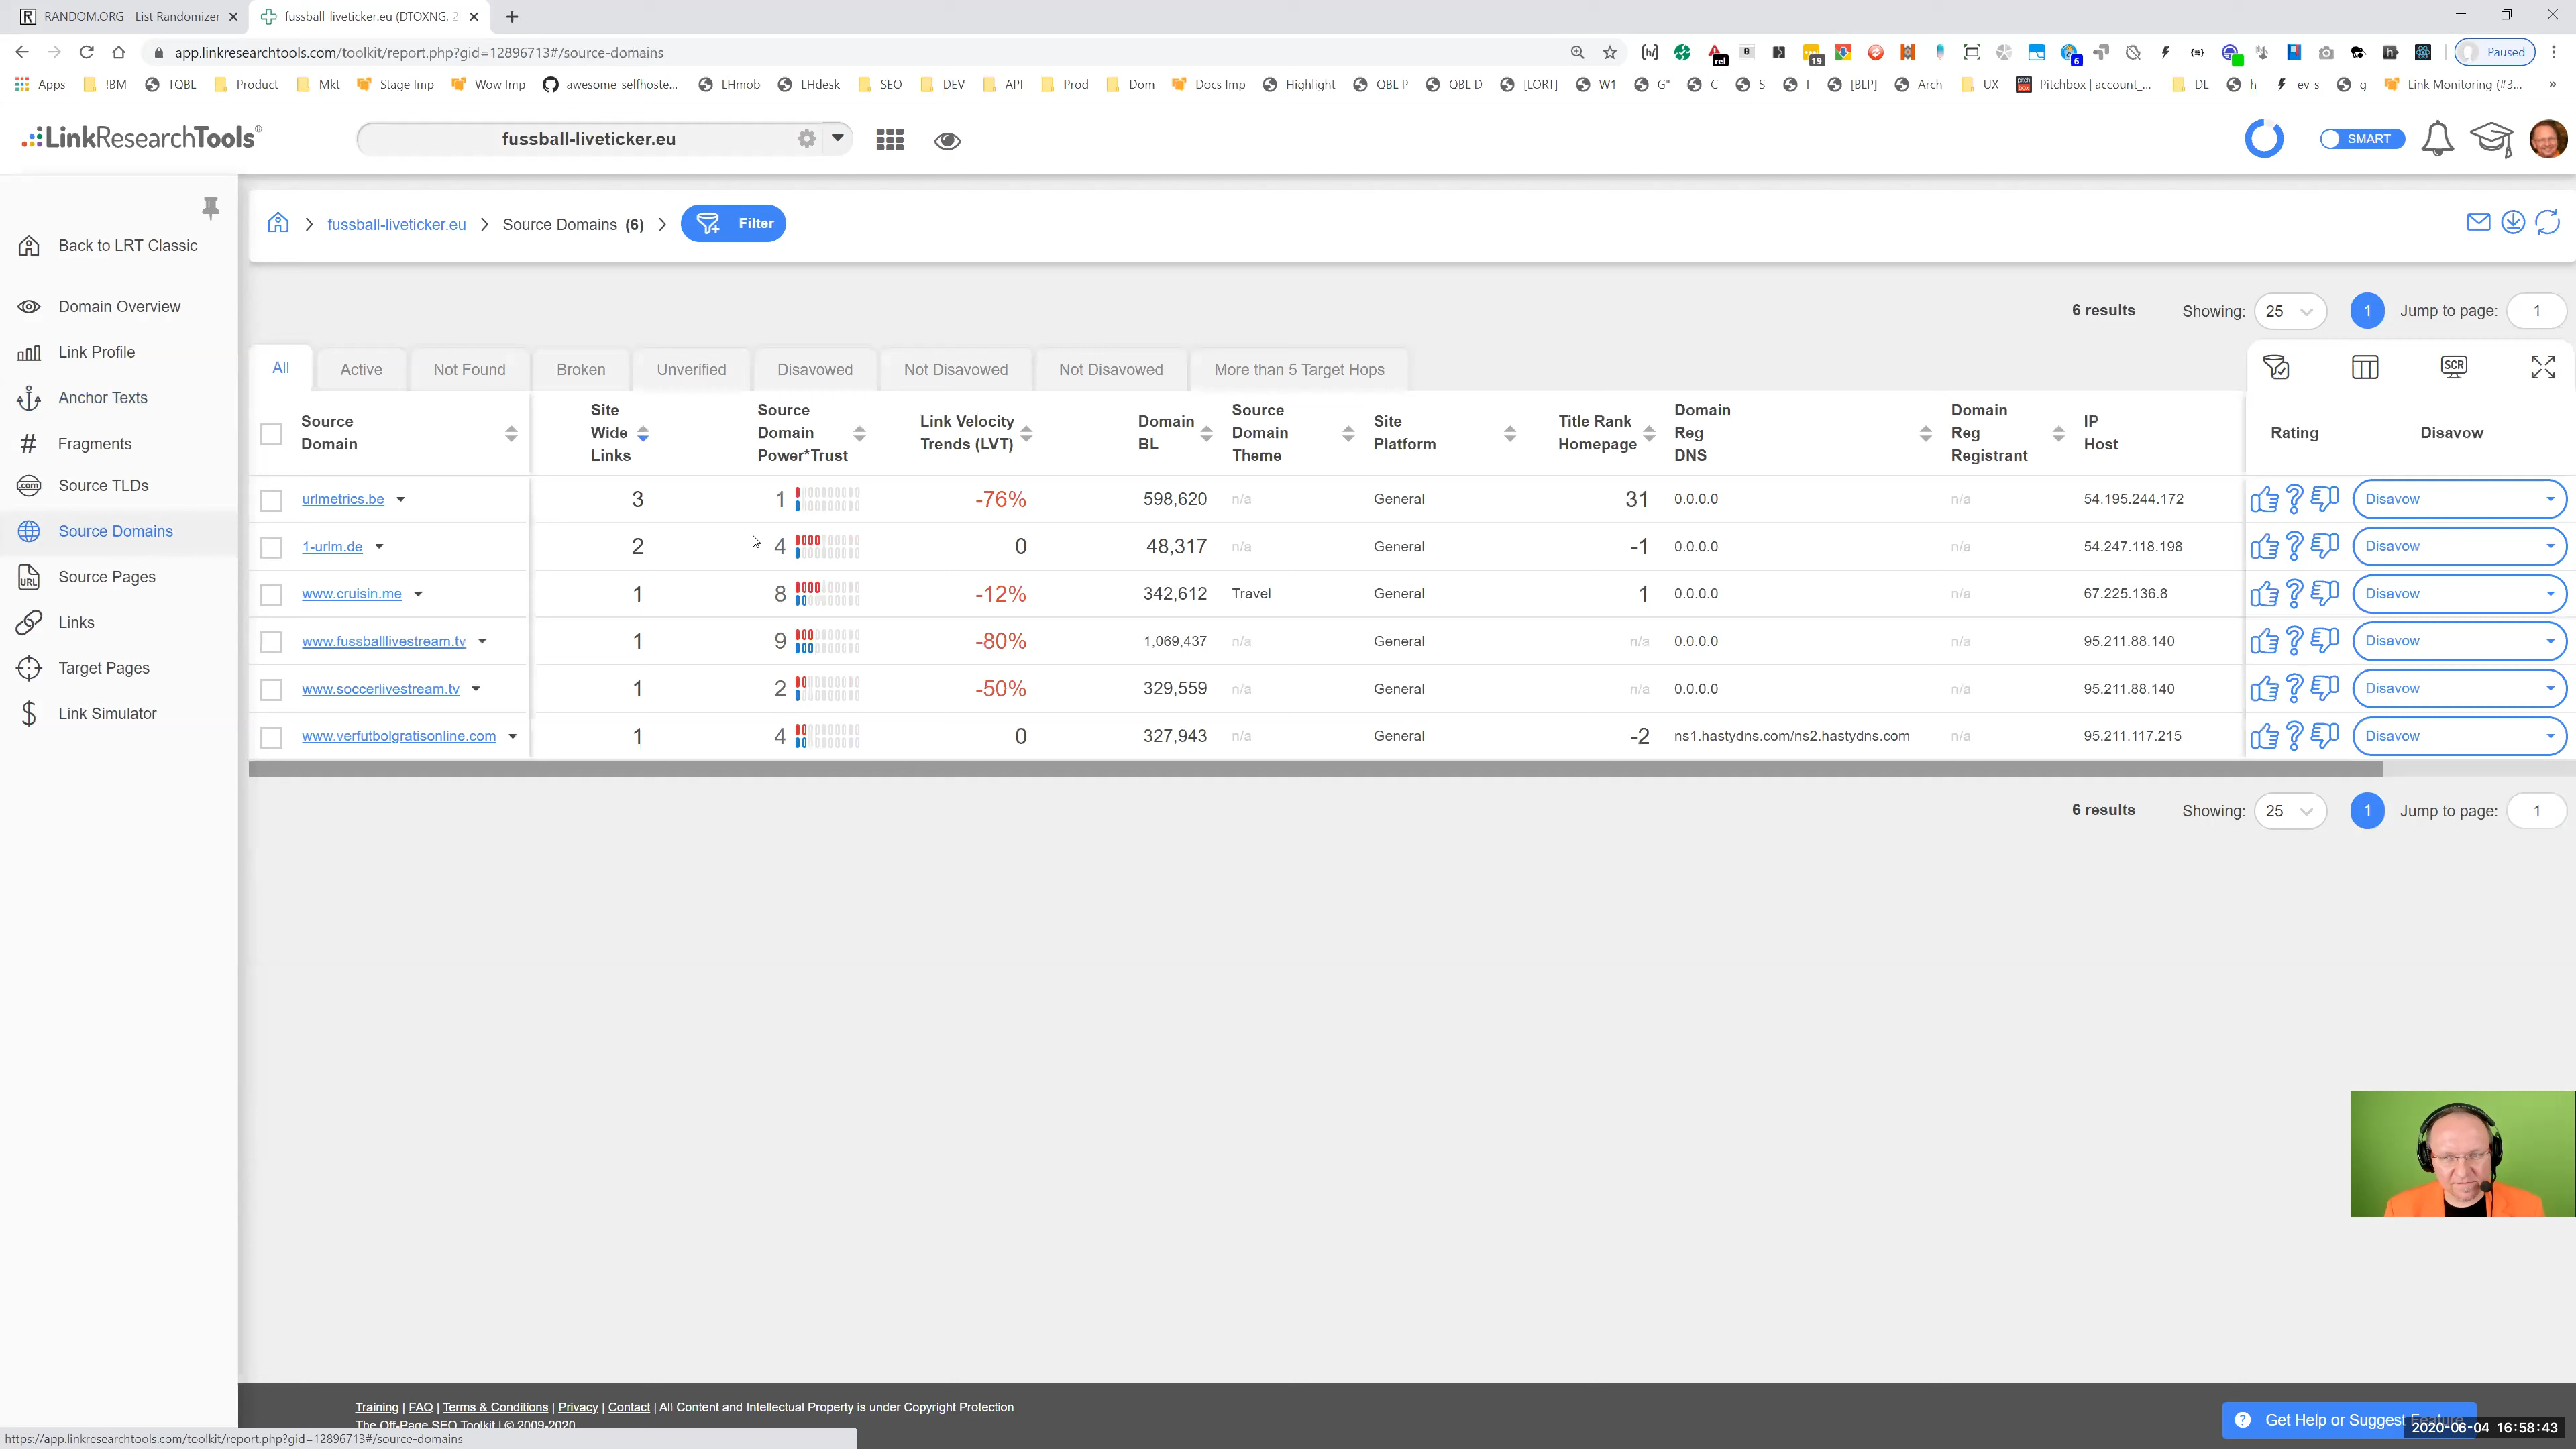 RANDOM.ORG - List Randomizer
fussball-liveticker.eu (DTOXNG, 2
app.linkresearchtools.com/toolkit/report.php?gid=12896713#/source-domains
rel
19
6
Paused
Apps !BM TQBL Product Mkt Stage Imp Wow Imp awesome-selfhoste... LHmob LHdesk SEO DEV API Prod Dom Docs Imp Highlight QBL P QBL D [LORT] W1 G" C S I [BLP] Arch UX Pitchbox | account_... DL h ev-s g Link Monitoring (#3... »
LinkResearchTools®
fussball-liveticker.eu
SMART
Back to LRT Classic
Domain Overview
Link Profile
Anchor Texts
Fragments
Source TLDs
Source Domains
Source Pages
Links
Target Pages
Link Simulator
fussball-liveticker.eu > Source Domains (6) > Filter
6 results Showing: 25 1 Jump to page: 1
All Active Not Found Broken Unverified Disavowed Not Disavowed Not Disavowed More than 5 Target Hops
SCR
Source Domain
Site Wide Links
Source Domain Power*Trust
Link Velocity Trends (LVT)
Domain BL
Source Domain Theme
Site Platform
Title Rank Homepage
Domain Reg DNS
Domain Reg Registrant
IP Host
Rating
Disavow
urlmetrics.be 3 1 -76% 598,620 n/a General 31 0.0.0.0 n/a 54.195.244.172 Disavow
1-urlm.de 2 4 0 48,317 n/a General -1 0.0.0.0 n/a 54.247.118.198 Disavow
www.cruisin.me 1 8 -12% 342,612 Travel General 1 0.0.0.0 n/a 67.225.136.8 Disavow
www.fussballlivestream.tv 1 9 -80% 1,069,437 n/a General n/a 0.0.0.0 n/a 95.211.88.140 Disavow
www.soccerlivestream.tv 1 2 -50% 329,559 n/a General n/a 0.0.0.0 n/a 95.211.88.140 Disavow
www.verfutbolgratisonline.com 1 4 0 327,943 n/a General -2 ns1.hastydns.com/ns2.hastydns.com n/a 95.211.117.215 Disavow
6 results Showing: 25 1 Jump to page: 1
Training | FAQ | Terms & Conditions | Privacy | Contact | All Content and Intellectual Property is under Copyright Protection
The Off-Page SEO Toolkit | © 2009-2020
Get Help or Suggest Feature
2020-06-04 16:58:43
https://app.linkresearchtools.com/toolkit/report.php?gid=12896713#/source-domains